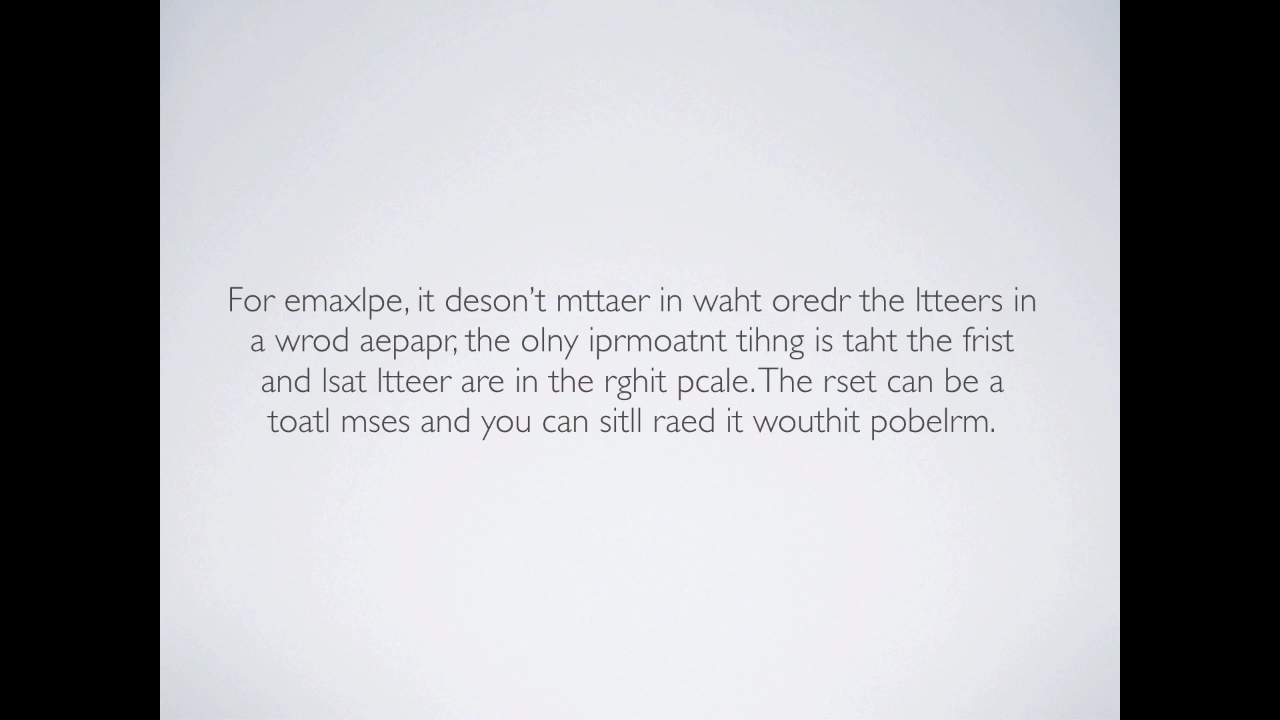 For emaxlpe, it deson’t mttaer in waht oredr the ltteers in
a wrod aepapr, the olny iprmoatnt tihng is taht the frist
and lsat ltteer are in the rghit pcale. The rset can be a
toatl mses and you can sitll raed it wouthit pobelrm.